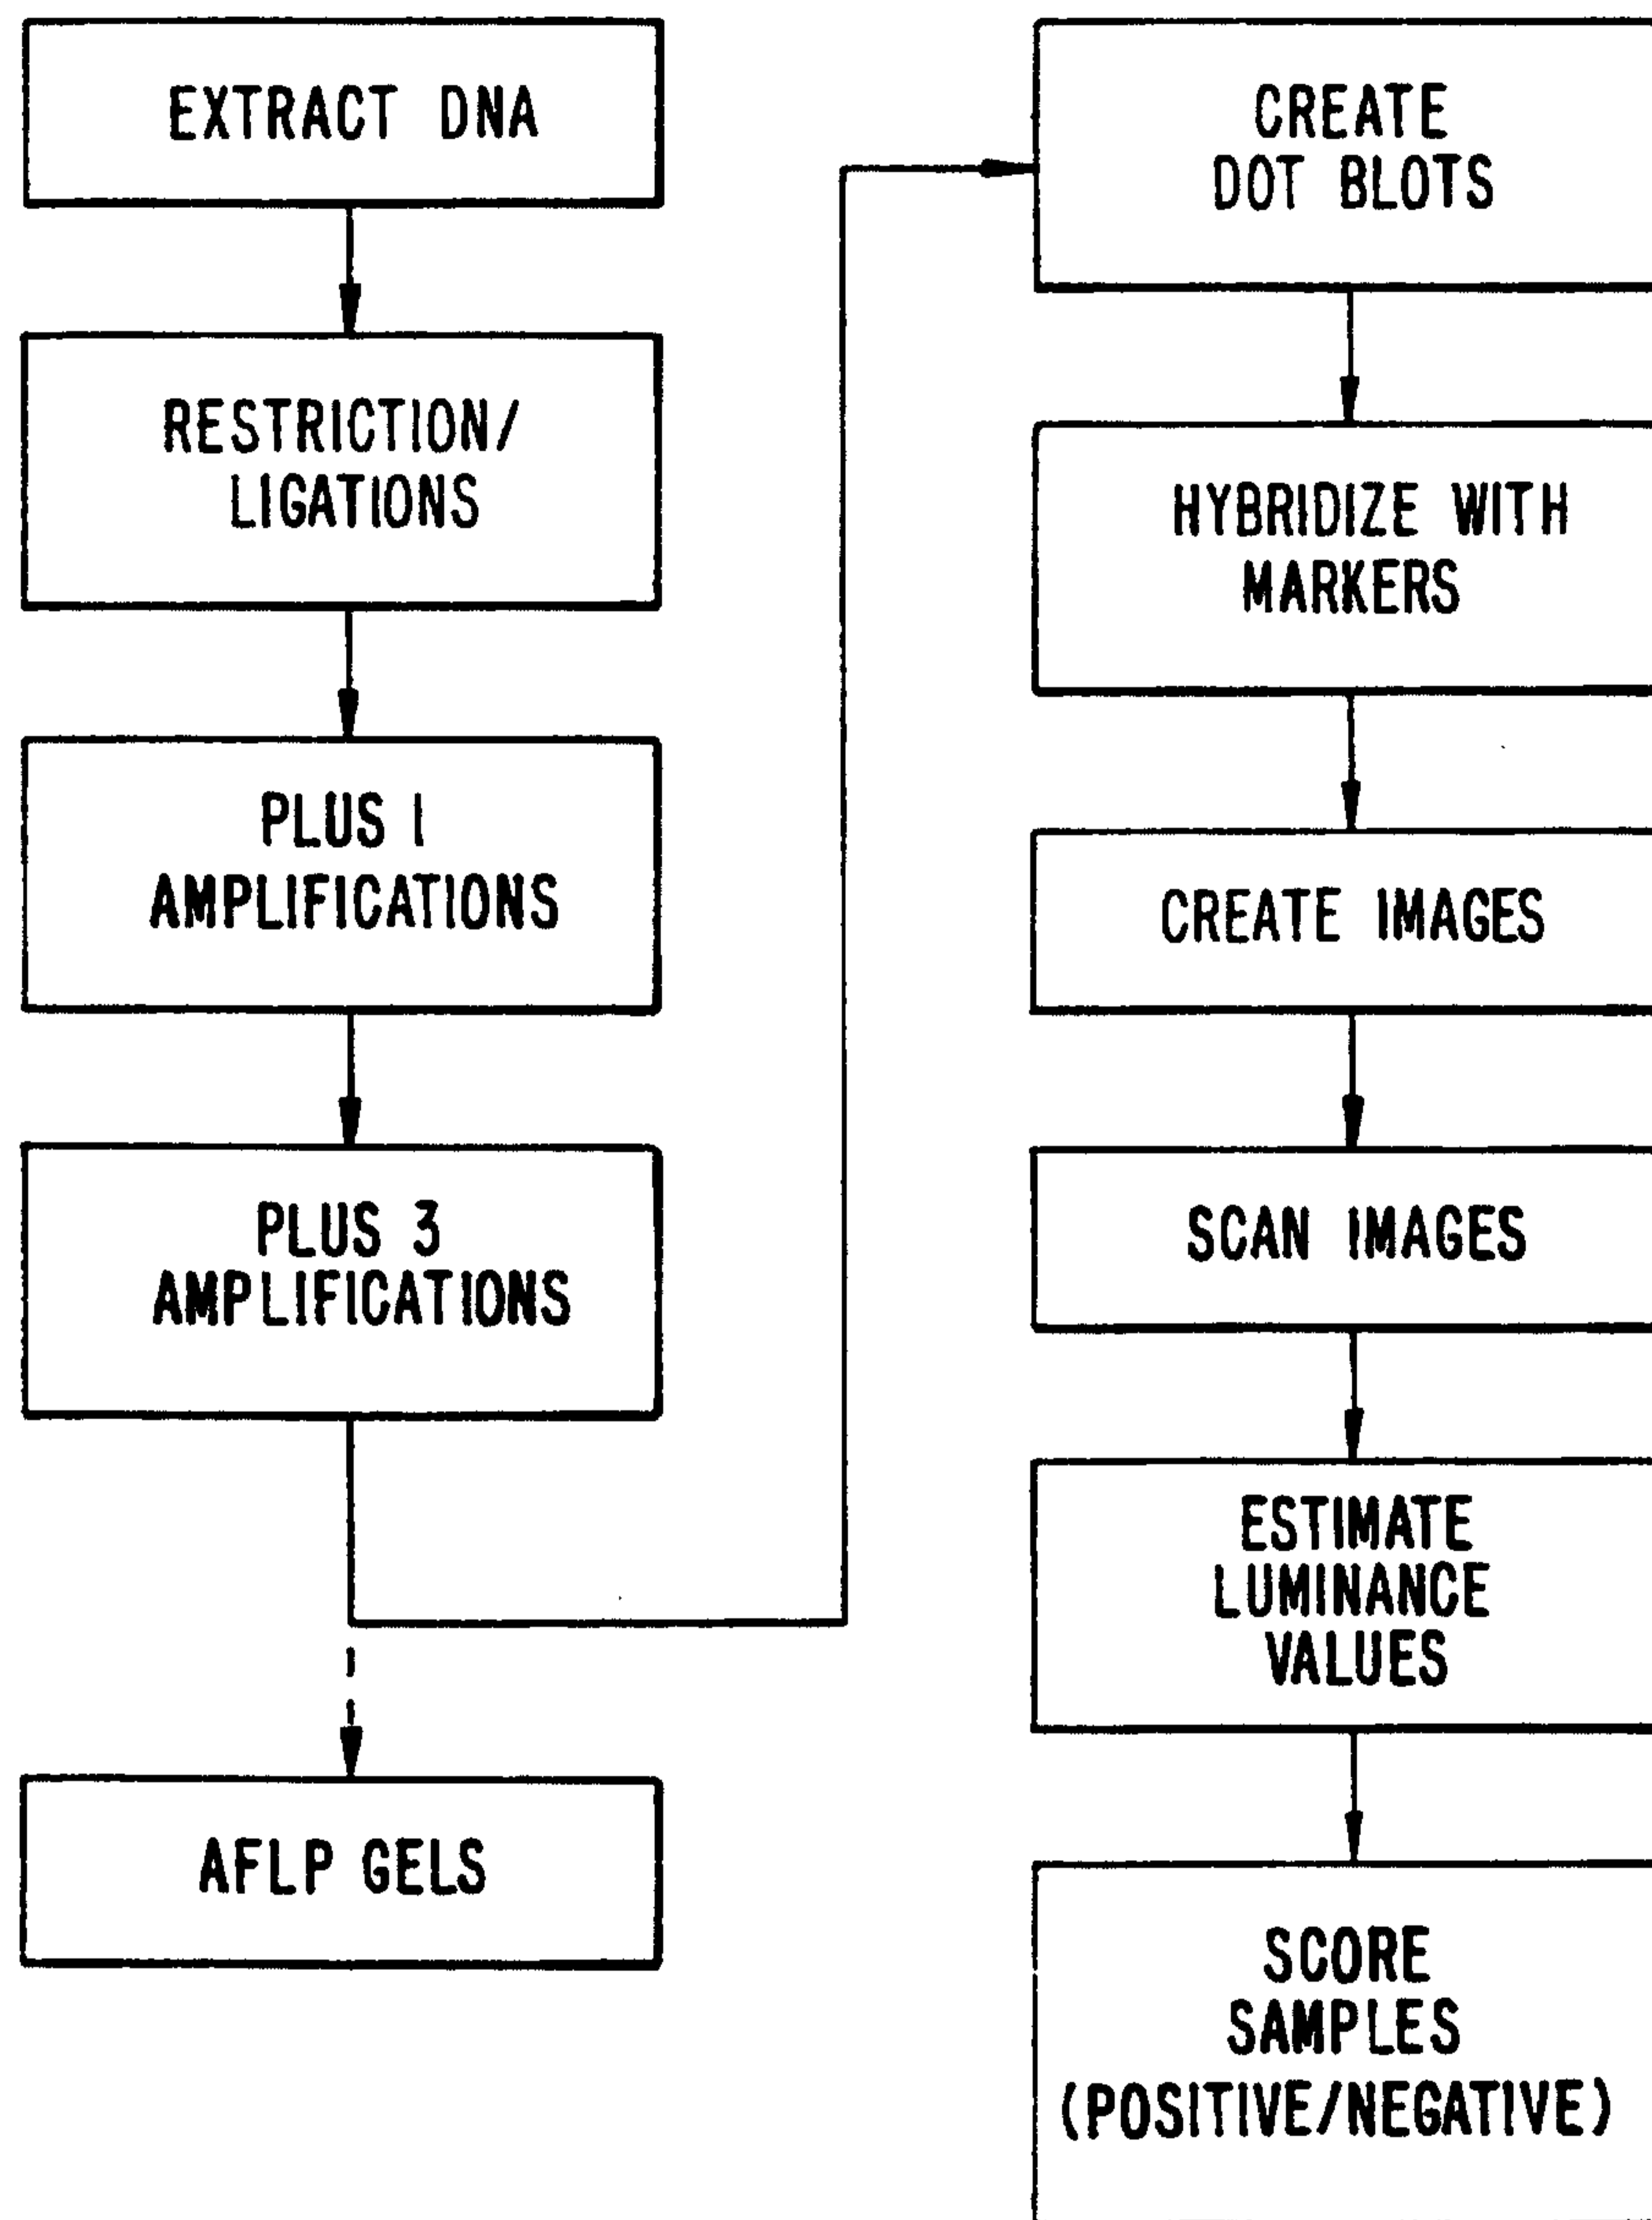 EXTRACT DNA
RESTRICTION/
LIGATIONS
PLUS 1
AMPLIFICATIONS
PLUS 3
AMPLIFICATIONS
AFLP GELS
CREATE
DOT BLOTS
HYBRIDIZE WITH
MARKERS
CREATE IMAGES
SCAN IMAGES
ESTIMATE
LUMINANCE
VALUES
SCORE
SAMPLES
(POSITIVE/NEGATIVE)